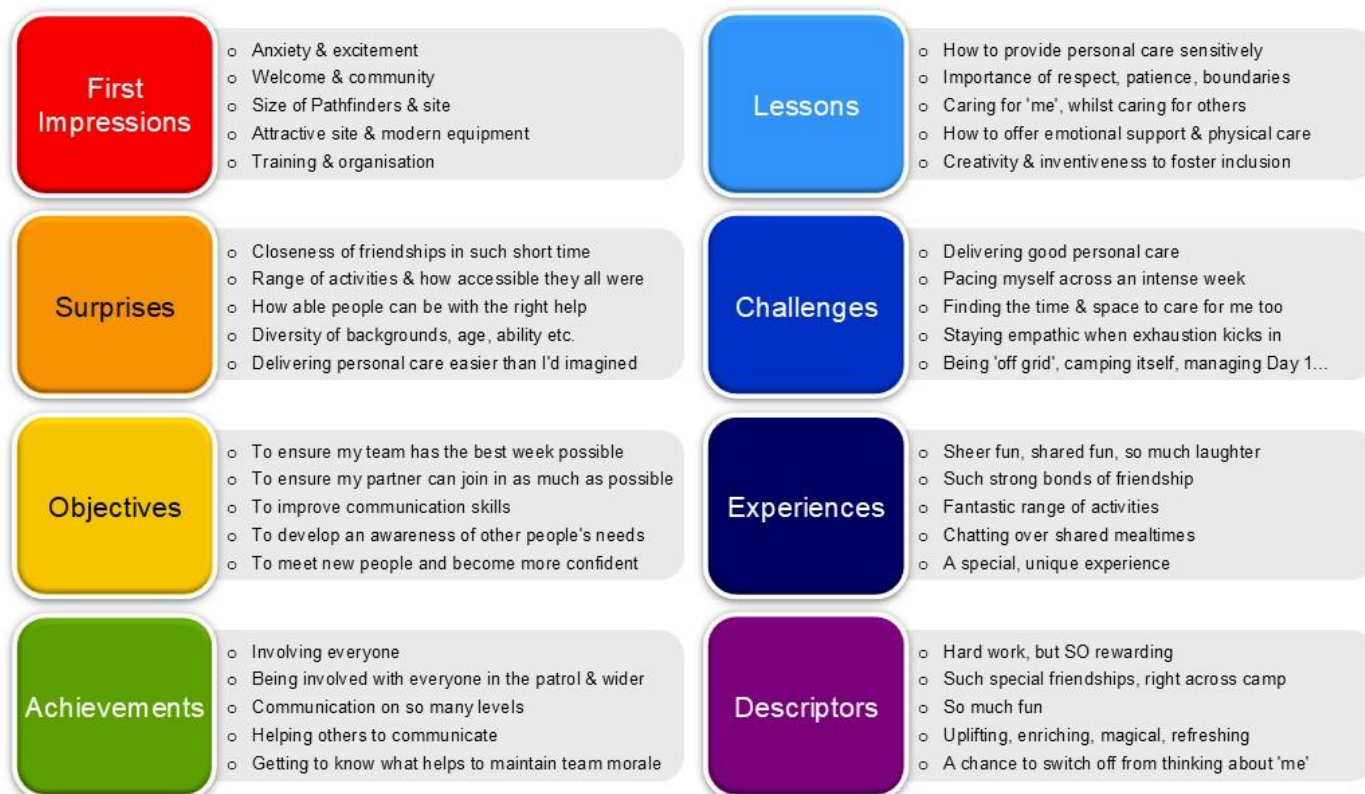 First
Impressions
o Anxiety & excitement
o Welcome & community
o Size of Pathfinders & site
o Attractive site & modern equipment
o Training & organisation
Surprises
o Closeness of friendships in such short time
o Range of activities & how accessible they all were
o How able people can be with the right help
o Diversity of backgrounds, age, ability etc.
o Delivering personal care easier than I'd imagined
Objectives
o To ensure my team has the best week possible
o To ensure my partner can join in as much as possible
o To improve communication skills
o To develop an awareness of other people's needs
o To meet new people and become more confident
Achievements
o Involving everyone
o Being involved with everyone in the patrol & wider
o Communication on so many levels
o Helping others to communicate
o Getting to know what helps to maintain team morale
Lessons
o How to provide personal care sensitively
o Importance of respect, patience, boundaries
o Caring for 'me', whilst caring for others
o How to offer emotional support & physical care
o Creativity & inventiveness to foster inclusion
Challenges
o Delivering good personal care
o Pacing myself across an intense week
o Finding the time & space to care for me too
o Staying empathic when exhaustion kicks in
o Being 'off grid', camping itself, managing Day 1...
Experiences
o Sheer fun, shared fun, so much laughter
o Such strong bonds of friendship
o Fantastic range of activities
o Chatting over shared mealtimes
o A special, unique experience
Descriptors
o Hard work, but SO rewarding
o Such special friendships, right across camp
o So much fun
o Uplifting, enriching, magical, refreshing
o A chance to switch off from thinking about 'me'